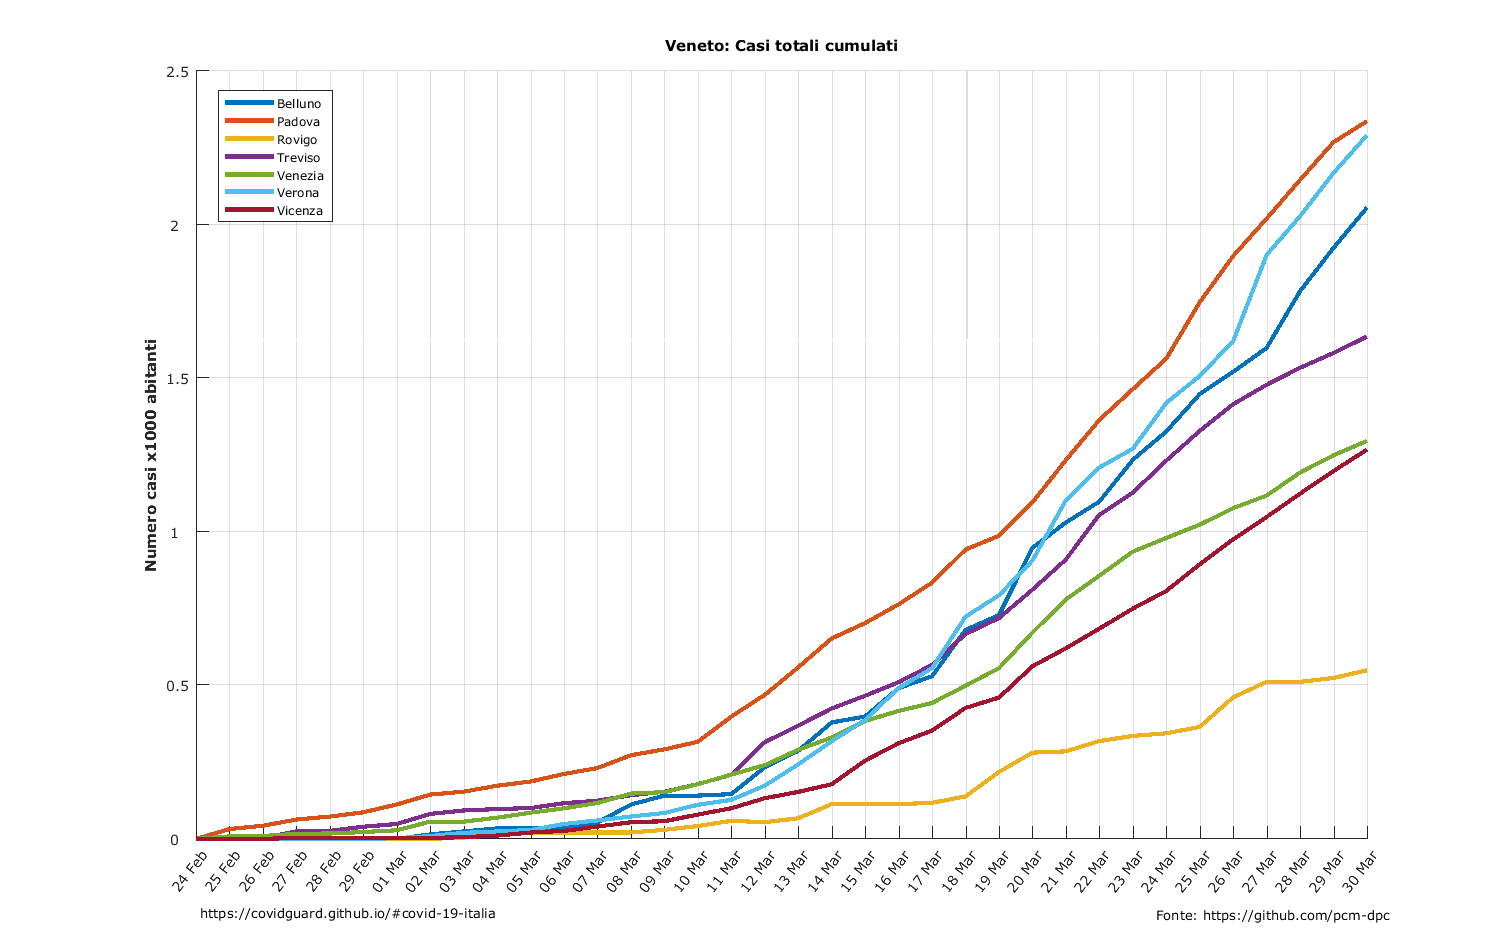 Veneto: Casi totali cumulati
Numero casi x1000 abitanti
2.5
2
1.5
1
0.5
0
Belluno
Padova
Rovigo
Treviso
Venezia
Verona
Vicenza
24 Feb
25 Feb
26 Feb
27 Feb
28 Feb
29 Feb
01 Mar
02 Mar
03 Mar
04 Mar
05 Mar
06 Mar
07 Mar
08 Mar
09 Mar
10 Mar
11 Mar
12 Mar
13 Mar
14 Mar
15 Mar
16 Mar
17 Mar
18 Mar
19 Mar
20 Mar
21 Mar
22 Mar
23 Mar
24 Mar
25 Mar
26 Mar
27 Mar
28 Mar
29 Mar
30 Mar
https://covidguard.github.io/#covid-19-italia
Fonte: https://github.com/pcm-dpc